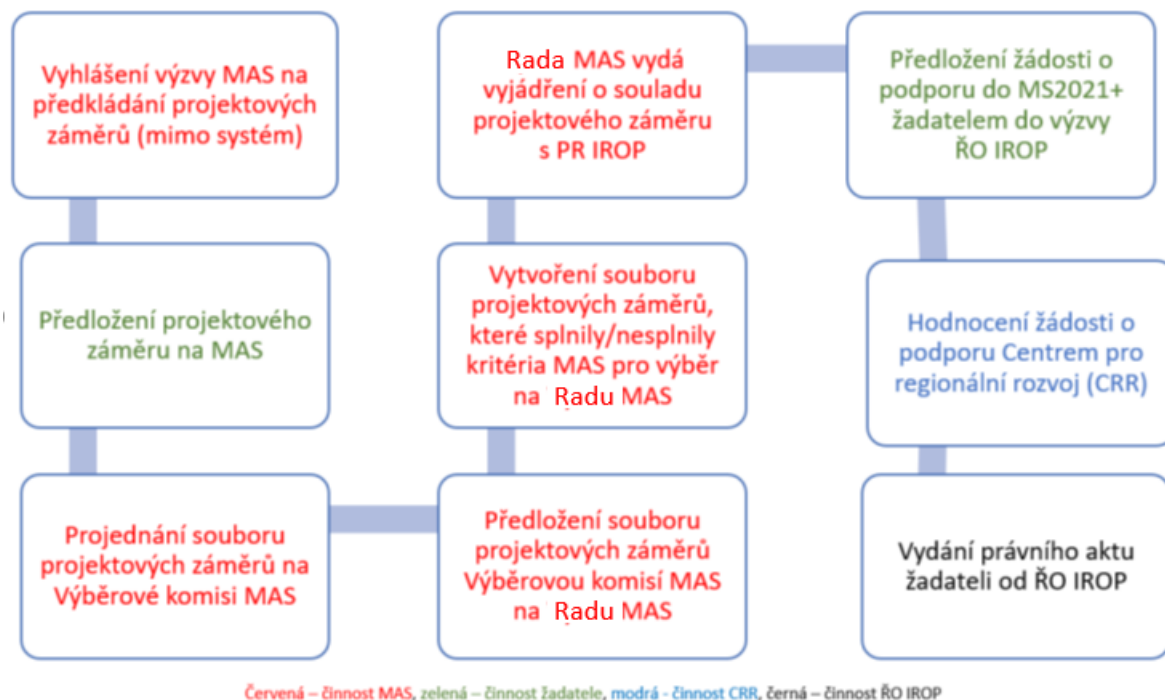 Vyhlášení výzvy MAS na
předkládání projektových
záměrů (mimo systém)
Předložení projektového
záměru na MAS
Projednání souboru
projektových záměrů na
Výběrové komisi MAS
Předložení souboru
projektových záměrů
Výběrovou komisí MAS
na Radu MAS
Vytvoření souboru
projektových záměrů,
které splnily/nesplnily
kritéria MAS pro výběr
na Radu MAS
Rada MAS vydá
vyjádření o souladu
projektového záměru
s PR IROP
Předložení žádosti o
podporu do MS2021+
žadatelem do výzvy
ŘO IROP
Hodnocení žádosti o
podporu Centrem pro
regionální rozvoj (CRR)
Vydání právního aktu
žadateli od ŘO IROP
Červená – činnost MAS, zelená – činnost žadatele, modrá - činnost CRR, černá – činnost ŘO IROP